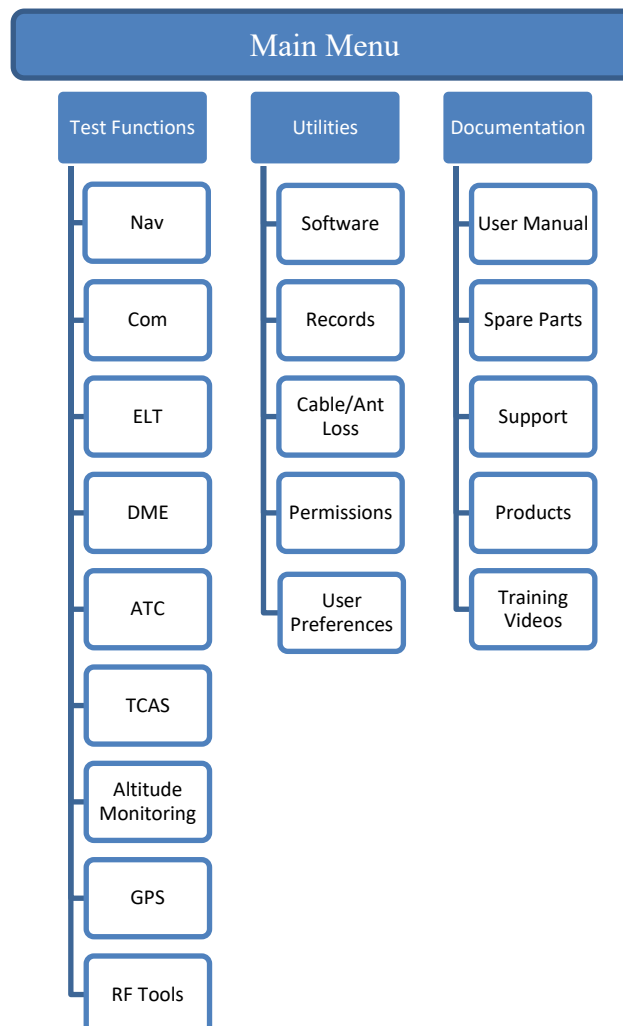 Main Menu
Test Functions
Nav
Com
ELT
DME
ATC
TCAS
Altitude
Monitoring
GPS
RF Tools
Utilities
Software
Records
Cable/Ant
Loss
Permissions
User
Preferences
Documentation
User Manual
Spare Parts
Support
Products
Training
Videos